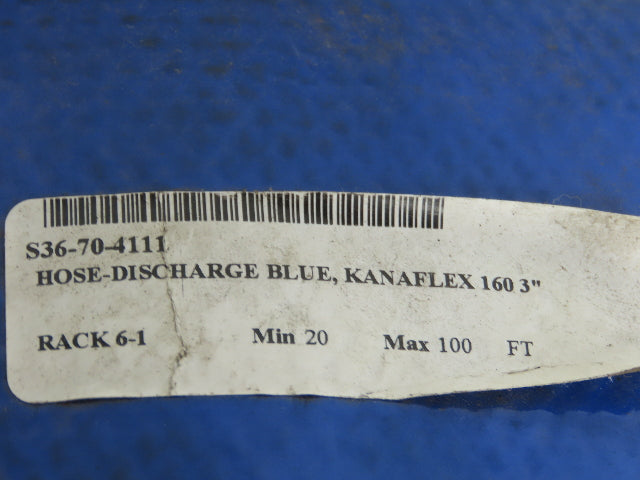 S36-70-4111
HOSE-DISCHARGE BLUE, KANAFLEX 160 3"
RACK 6-1 Min 20 Max 100 FT